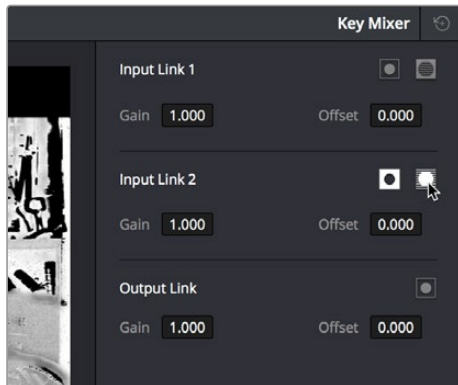 Key Mixer
Input Link 1
Gain 1.000 Offset 0.000
Input Link 2
Gain 1.000 Offset 0.000
Output Link
Gain 1.000 Offset 0.000